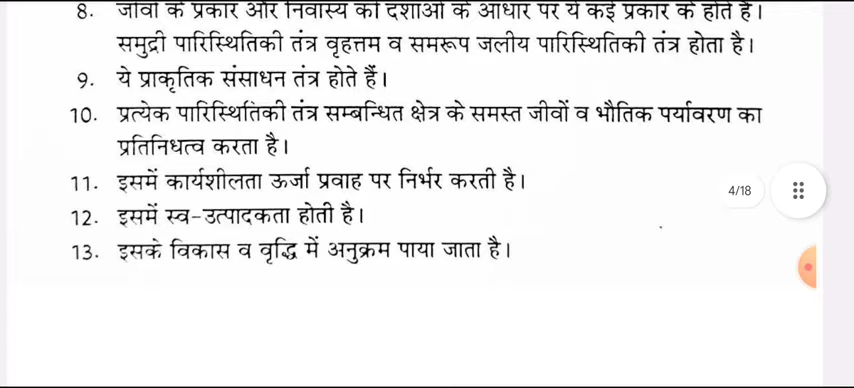 8. जीवों के प्रकार और निवास्य की दशाओं के आधार पर ये कई प्रकार के होते हैं।
समुद्री पारिस्थितिकी तंत्र वृहत्तम व समरूप जलीय पारिस्थितिकी तंत्र होता है।
9. ये प्राकृतिक संसाधन तंत्र होते हैं।
10. प्रत्येक पारिस्थितिकी तंत्र सम्बन्धित क्षेत्र के समस्त जीवों व भौतिक पर्यावरण का
प्रतिनिधत्व करता है।
11. इसमें कार्यशीलता ऊर्जा प्रवाह पर निर्भर करती है।
4/18
12. इसमें स्व-उत्पादकता होती है।
13. इसके विकास व वृद्धि में अनुक्रम पाया जाता है।